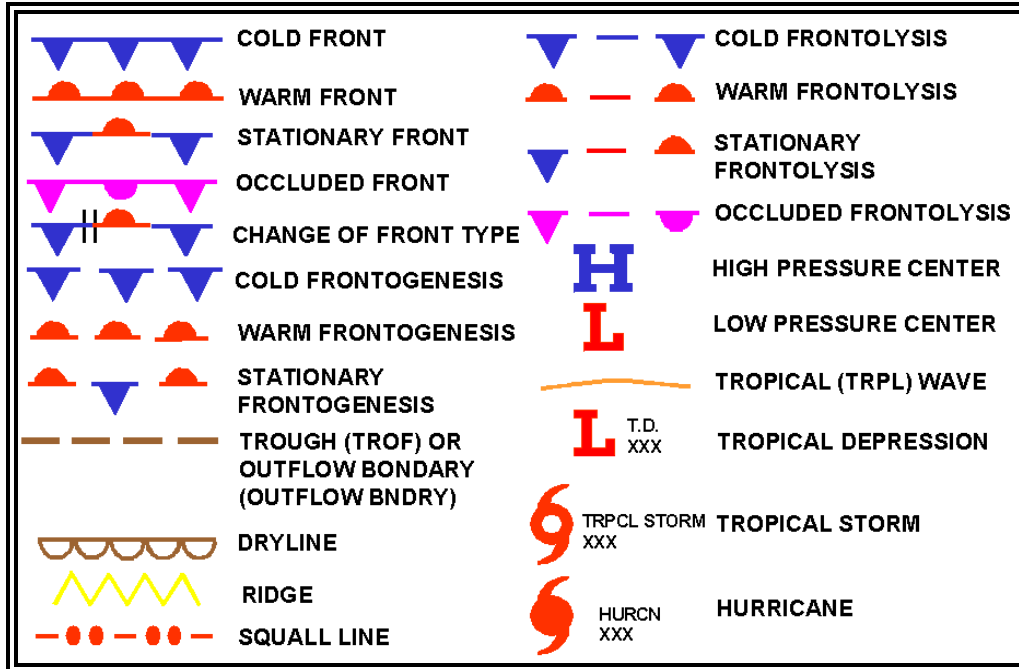 COLD FRONT
WARM FRONT
STATIONARY FRONT
OCCLUDED FRONT
CHANGE OF FRONT TYPE
COLD FRONTOGENESIS
WARM FRONTOGENESIS
STATIONARY
FRONTOGENESIS
TROUGH (TROF) OR
OUTFLOW BONDARY
(OUTFLOW BNDRY)
DRYLINE
RIDGE
SQUALL LINE
COLD FRONTOLYSIS
WARM FRONTOLYSIS
STATIONARY
FRONTOLYSIS
OCCLUDED FRONTOLYSIS
H HIGH PRESSURE CENTER
L LOW PRESSURE CENTER
TROPICAL (TRPL) WAVE
L T.D.
XXX
TROPICAL DEPRESSION
TRPCL STORM
XXX
TROPICAL STORM
HURCN
XXX
HURRICANE